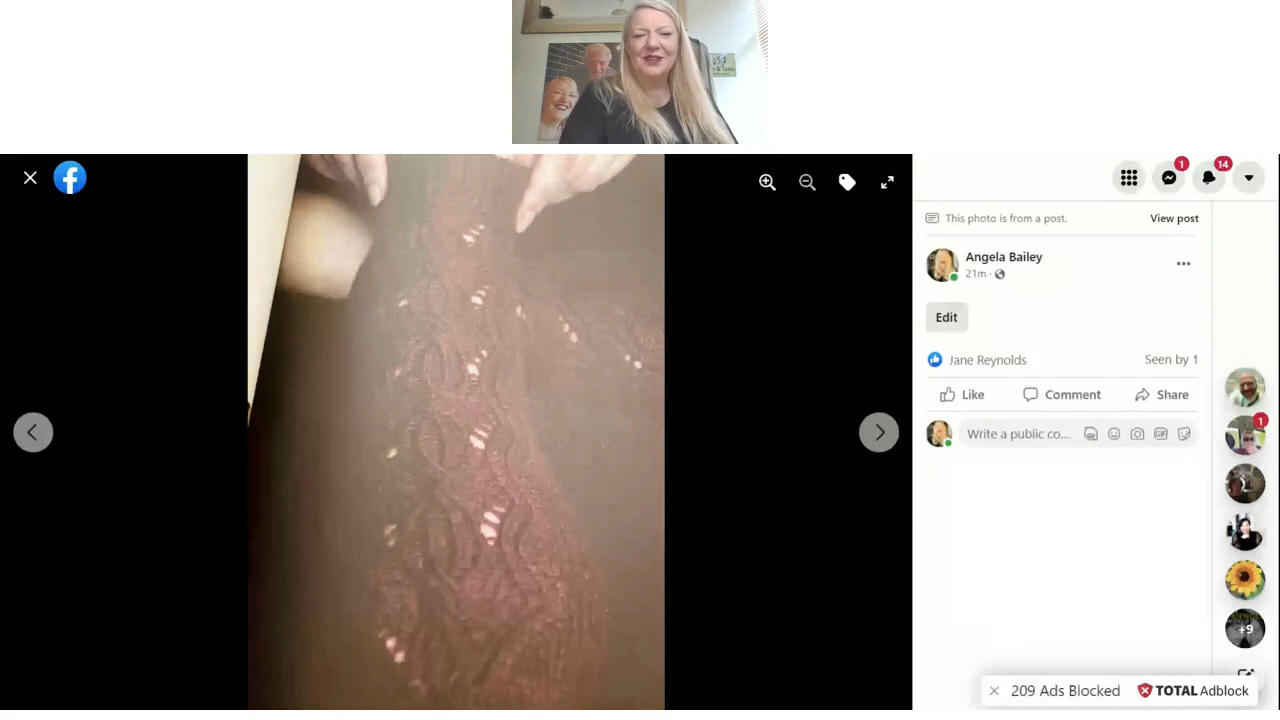 This photo is from a post.
View post
Angela Bailey
21m
Edit
Jane Reynolds
Seen by 1
Like
Comment
Share
Write a public co...
1
14
1
+9
209 Ads Blocked
TOTAL Adblock